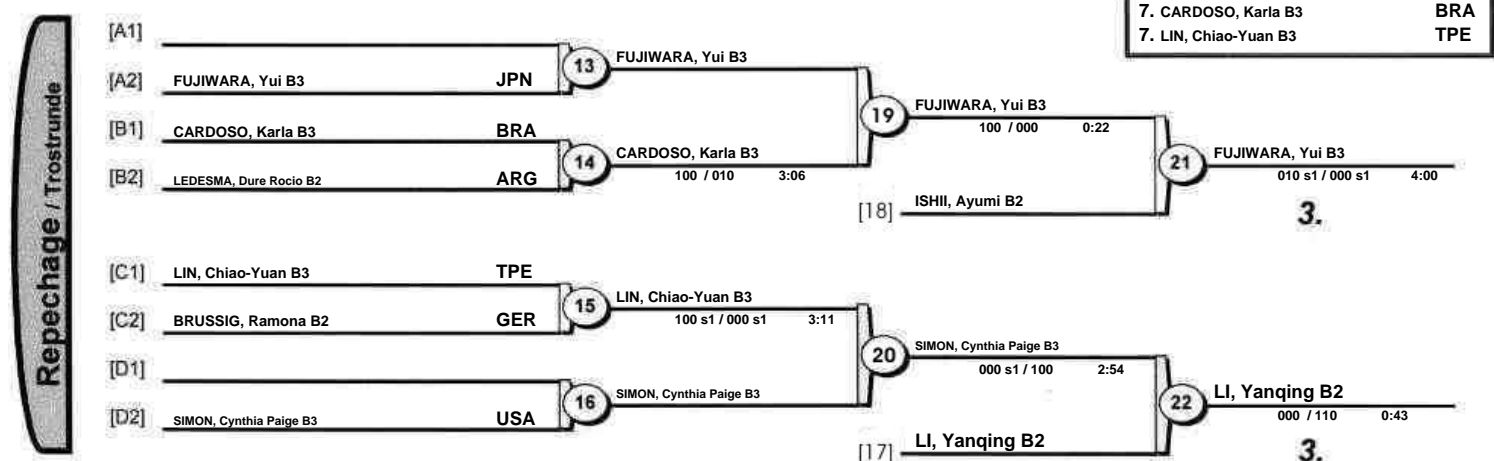 7. CARDOSO, Karla B3 BRA
7. LIN, Chiao-Yuan B3 TPE
Repechage / Trostrunde
[A1]
13 FUJIWARA, Yui B3
[A2] FUJIWARA, Yui B3 JPN
19 FUJIWARA, Yui B3
100 / 000 0:22
[B1] CARDOSO, Karla B3 BRA
14 CARDOSO, Karla B3
100 / 010 3:06
21 FUJIWARA, Yui B3
010 s1 / 000 s1 4:00
[B2] LEDESMA, Dure Rocio B2 ARG
[18] ISHII, Ayumi B2
3.
[C1] LIN, Chiao-Yuan B3 TPE
15 LIN, Chiao-Yuan B3
100 s1 / 000 s1 3:11
[C2] BRUSSIG, Ramona B2 GER
20 SIMON, Cynthia Paige B3
000 s1 / 100 2:54
[D1]
16 SIMON, Cynthia Paige B3
22 LI, Yanqing B2
000 / 110 0:43
[D2] SIMON, Cynthia Paige B3 USA
[17] LI, Yanqing B2
3.